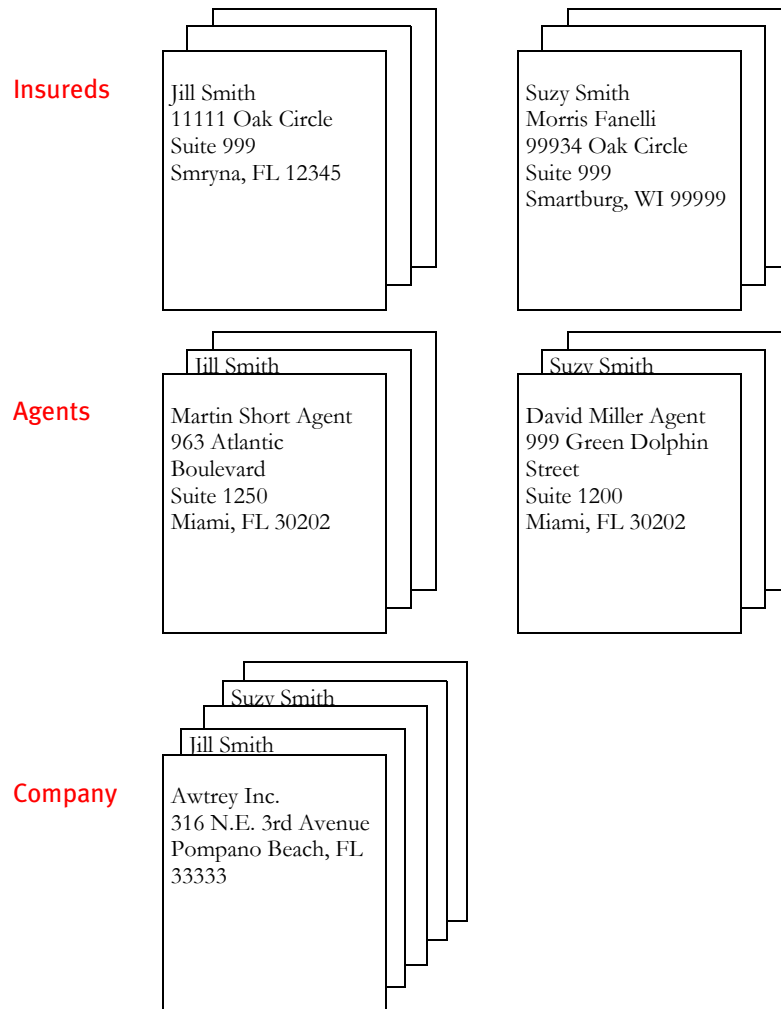 Insureds
Jill Smith
11111 Oak Circle
Suite 999
Smryna, FL 12345
Suzy Smith
Morris Fanelli
99934 Oak Circle
Suite 999
Smartburg, WI 99999
Agents
Jill Smith
Martin Short Agent
963 Atlantic
Boulevard
Suite 1250
Miami, FL 30202
Suzy Smith
David Miller Agent
999 Green Dolphin
Street
Suite 1200
Miami, FL 30202
Company
Suzy Smith
Jill Smith
Awtrey Inc.
316 N.E. 3rd Avenue
Pompano Beach, FL
33333